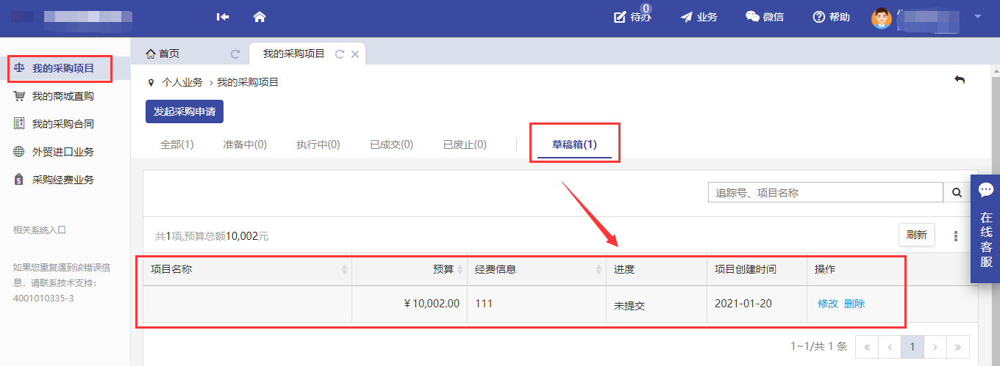 0
待办 业务 微信 帮助
我的采购项目
我的商城直购
我的采购合同
外贸进口业务
采购经费业务
相关系统入口
如果您重复遇到该错误信
息，请联系技术支持：
4001010335-3
首页 我的采购项目
个人业务 > 我的采购项目
发起采购申请
全部(1) 准备中(0) 执行中(0) 已成交(0) 已废止(0) 草稿箱(1)
追踪号、项目名称
共1项,预算总额10,002元 刷新
项目名称 预算 经费信息 进度 项目创建时间 操作
￥10,002.00 111 未提交 2021-01-20 修改 删除
1~1/共 1 条 « ‹ 1 › »
在
线
客
服